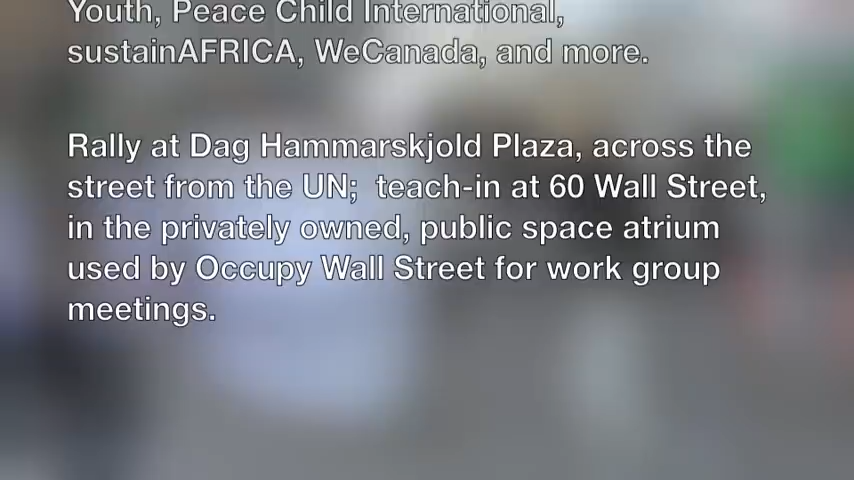 Youth, Peace Child International,
sustainAFRICA, WeCanada, and more.
Rally at Dag Hammarskjold Plaza, across the
street from the UN;  teach-in at 60 Wall Street,
in the privately owned, public space atrium
used by Occupy Wall Street for work group
meetings.